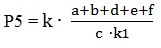 P5 = k · a+b+d+e+f / c · k1